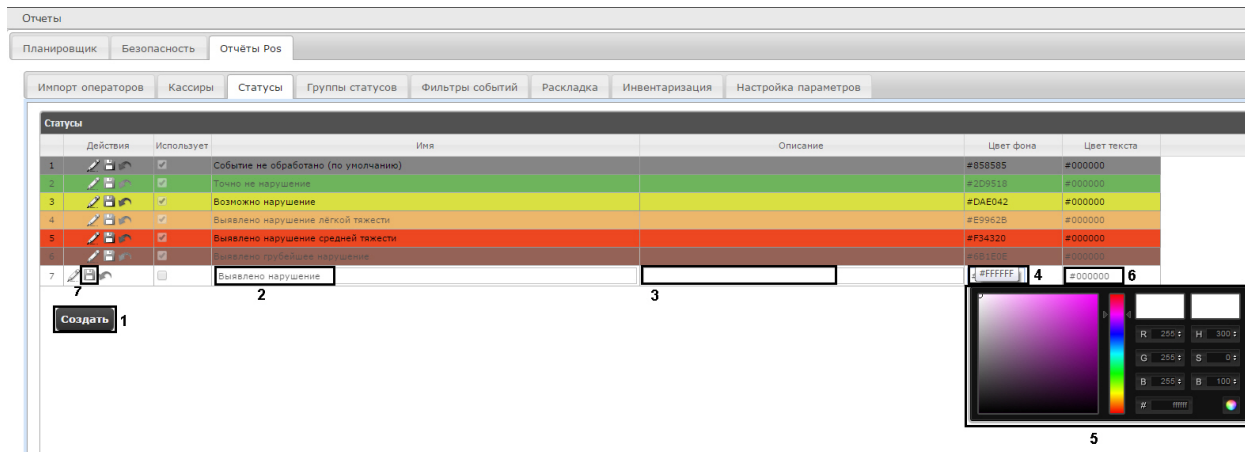 Отчеты
Планировщик Безопасность Отчёты Pos
Импорт операторов Кассиры Статусы Группы статусов Фильтры событий Раскладка Инвентаризация Настройка параметров
Статусы
Действия Использует Имя Описание Цвет фона Цвет текста
1 Событие не обработано (по умолчанию) #858585 #000000
2 Точно не нарушение #2D9518 #000000
3 Возможно нарушение #DAE042 #000000
4 Выявлено нарушение лёгкой тяжести #E9962B #000000
5 Выявлено нарушение средней тяжести #F34320 #000000
6 Выявлено грубейшее нарушение #6B1E0E #000000
7 Выявлено нарушение #FFFFFF 4 #000000 6
7 2 3
Создать 1
R 255 H 300
G 255 S 0
B 255 B 100
# ffffff
5